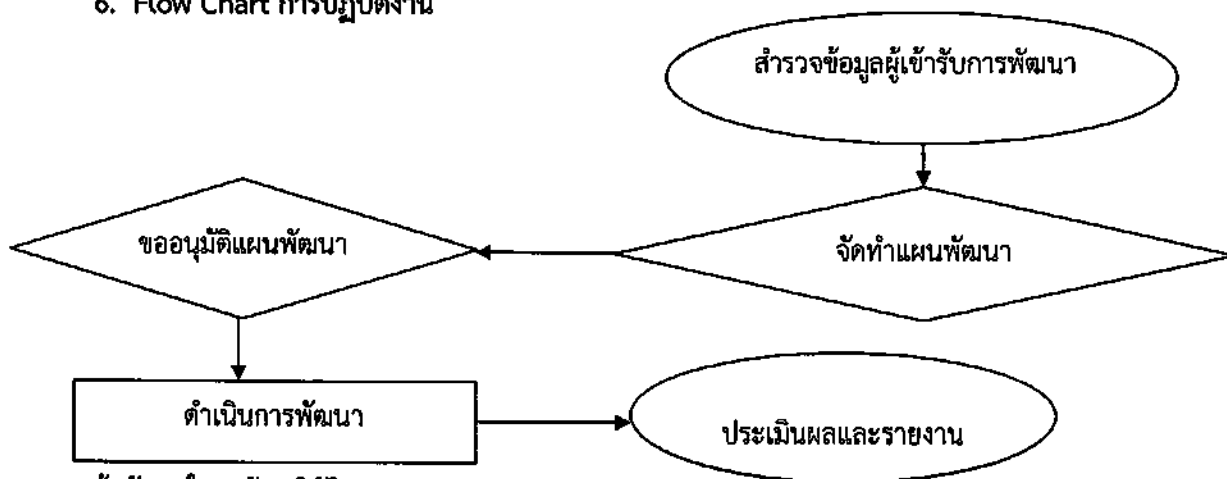 6. Flow Chart การปฏิบัติงาน
สำรวจข้อมูลผู้เข้ารับการพัฒนา
ขออนุมัติแผนพัฒนา
จัดทำแผนพัฒนา
ดำเนินการพัฒนา
ประเมินผลและรายงาน